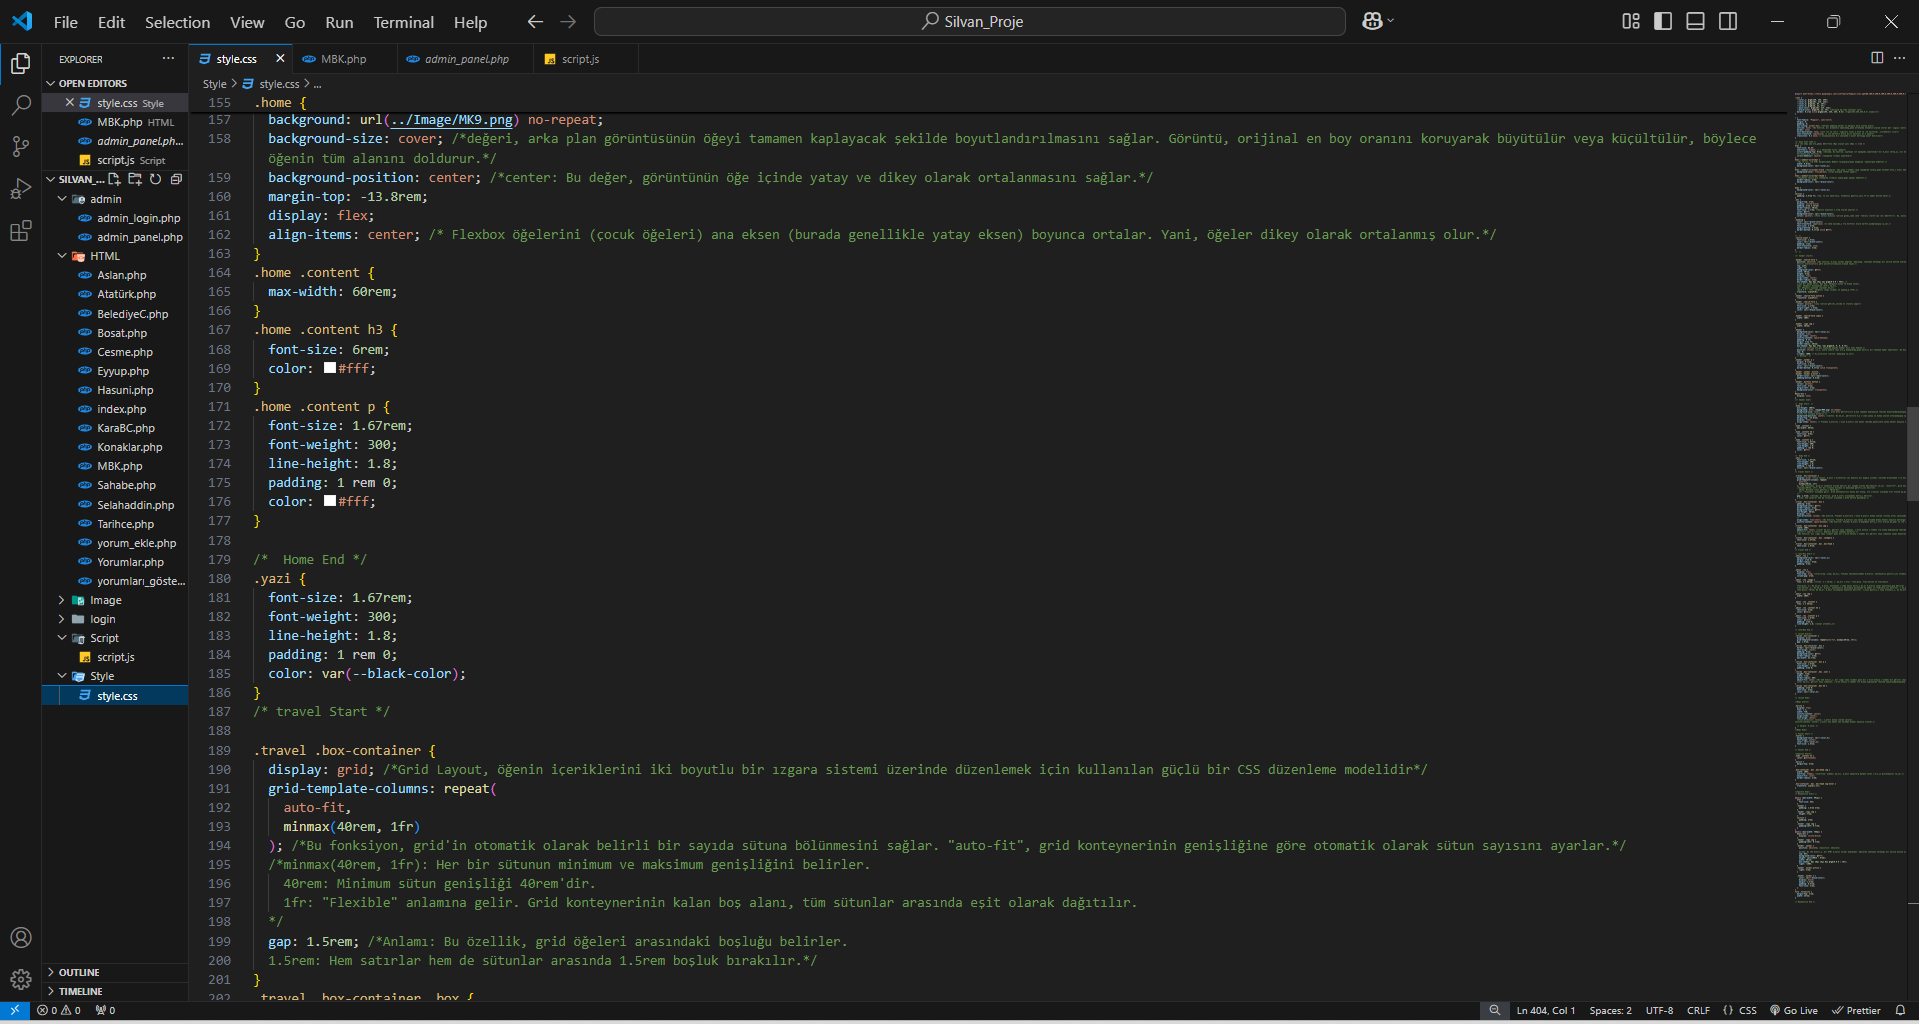 File Edit Selection View Go Run Terminal Help
Silvan_Proje
EXPLORER
OPEN EDITORS
style.css Style
MBK.php HTML
admin_panel.ph...
script.js Script
SILVAN_...
admin
admin_login.php
admin_panel.php
HTML
Aslan.php
Atatürk.php
BelediyeC.php
Bosat.php
Cesme.php
Eyyup.php
Hasuni.php
index.php
KaraBC.php
Konaklar.php
MBK.php
Sahabe.php
Selahaddin.php
Tarihce.php
yorum_ekle.php
Yorumlar.php
yorumları_göste...
Image
login
Script
script.js
Style
style.css
OUTLINE
TIMELINE
style.css MBK.php admin_panel.php script.js
Style > style.css > ...
155 .home {
157 background: url(../Image/MK9.png) no-repeat;
158 background-size: cover; /*değeri, arka plan görüntüsünün öğeyi tamamen kaplayacak şekilde boyutlandırılmasını sağlar. Görüntü, orijinal en boy oranını koruyarak büyütülür veya küçültülür, böylece
öğenin tüm alanını doldurur.*/
159 background-position: center; /*center: Bu değer, görüntünün öğe içinde yatay ve dikey olarak ortalanmasını sağlar.*/
160 margin-top: -13.8rem;
161 display: flex;
162 align-items: center; /* Flexbox öğelerini (çocuk öğeleri) ana eksen (burada genellikle yatay eksen) boyunca ortalar. Yani, öğeler dikey olarak ortalanmış olur.*/
163 }
164 .home .content {
165 max-width: 60rem;
166 }
167 .home .content h3 {
168 font-size: 6rem;
169 color: #fff;
170 }
171 .home .content p {
172 font-size: 1.67rem;
173 font-weight: 300;
174 line-height: 1.8;
175 padding: 1 rem 0;
176 color: #fff;
177 }
178
179 /*  Home End */
180 .yazi {
181 font-size: 1.67rem;
182 font-weight: 300;
183 line-height: 1.8;
184 padding: 1 rem 0;
185 color: var(--black-color);
186 }
187 /* travel Start */
188
189 .travel .box-container {
190 display: grid; /*Grid Layout, öğenin içeriklerini iki boyutlu bir ızgara sistemi üzerinde düzenlemek için kullanılan güçlü bir CSS düzenleme modelidir*/
191 grid-template-columns: repeat(
192 auto-fit,
193 minmax(40rem, 1fr)
194 ); /*Bu fonksiyon, grid'in otomatik olarak belirli bir sayıda sütuna bölünmesini sağlar. "auto-fit", grid konteynerinin genişliğine göre otomatik olarak sütun sayısını ayarlar.*/
195 /*minmax(40rem, 1fr): Her bir sütunun minimum ve maksimum genişliğini belirler.
196 40rem: Minimum sütun genişliği 40rem'dir.
197 1fr: "Flexible" anlamına gelir. Grid konteynerinin kalan boş alanı, tüm sütunlar arasında eşit olarak dağıtılır.
198 */
199 gap: 1.5rem; /*Anlamı: Bu özellik, grid öğeleri arasındaki boşluğu belirler.
200 1.5rem: Hem satırlar hem de sütunlar arasında 1.5rem boşluk bırakılır.*/
201 }
202 .travel .box-container .box {
0 0 0 Ln 404, Col 1 Spaces: 2 UTF-8 CRLF {} CSS Go Live Prettier